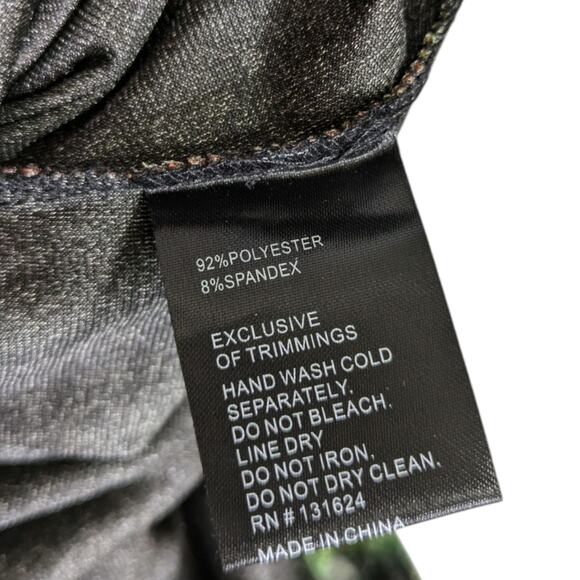 92%POLYESTER
8%SPANDEX
EXCLUSIVE
OF TRIMMINGS
HAND WASH COLD
SEPARATELY.
DO NOT BLEACH.
LINE DRY
DO NOT IRON.
DO NOT DRY CLEAN.
RN # 131624
MADE IN CHINA